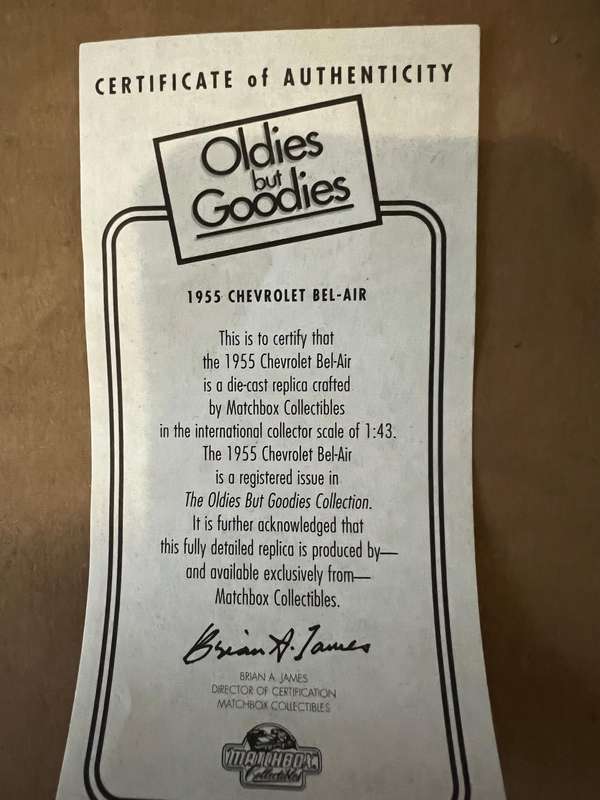 CERTIFICATE of AUTHENTICITY
Oldies
but
Goodies
1955 CHEVROLET BEL-AIR
This is to certify that
the 1955 Chevrolet Bel-Air
is a die-cast replica crafted
by Matchbox Collectibles
in the international collector scale of 1:43.
The 1955 Chevrolet Bel-Air
is a registered issue in
The Oldies But Goodies Collection.
It is further acknowledged that
this fully detailed replica is produced by—
and available exclusively from—
Matchbox Collectibles.
Brian A. James
BRIAN A. JAMES
DIRECTOR OF CERTIFICATION
MATCHBOX COLLECTIBLES
MATCHBOX
Collectibles